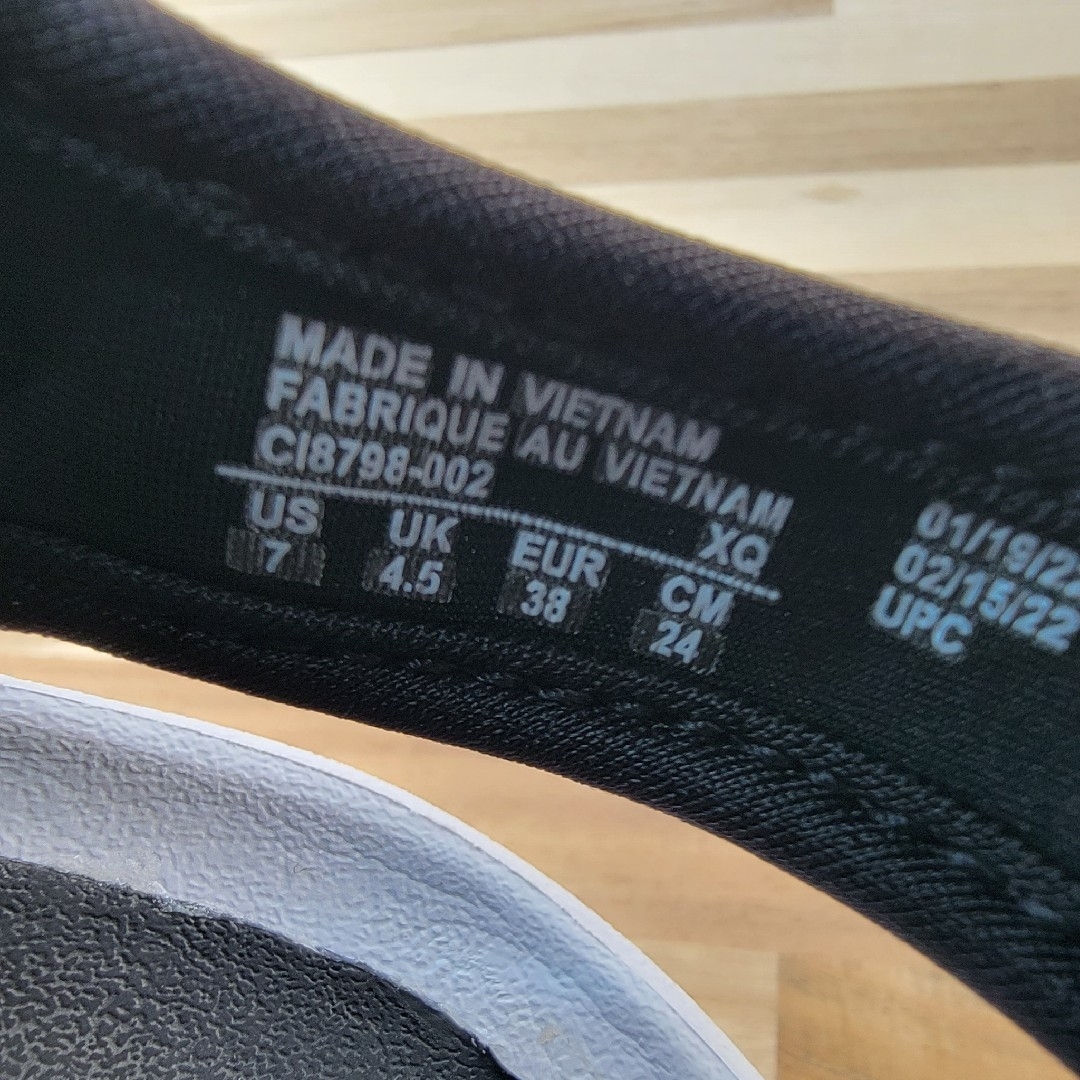 MADE IN VIETNAM
FABRIQUE AU VIETNAM
CI8798-002 XQ
US UK EUR CM
7 4.5 38 24
01/19/22
02/15/22
UPC